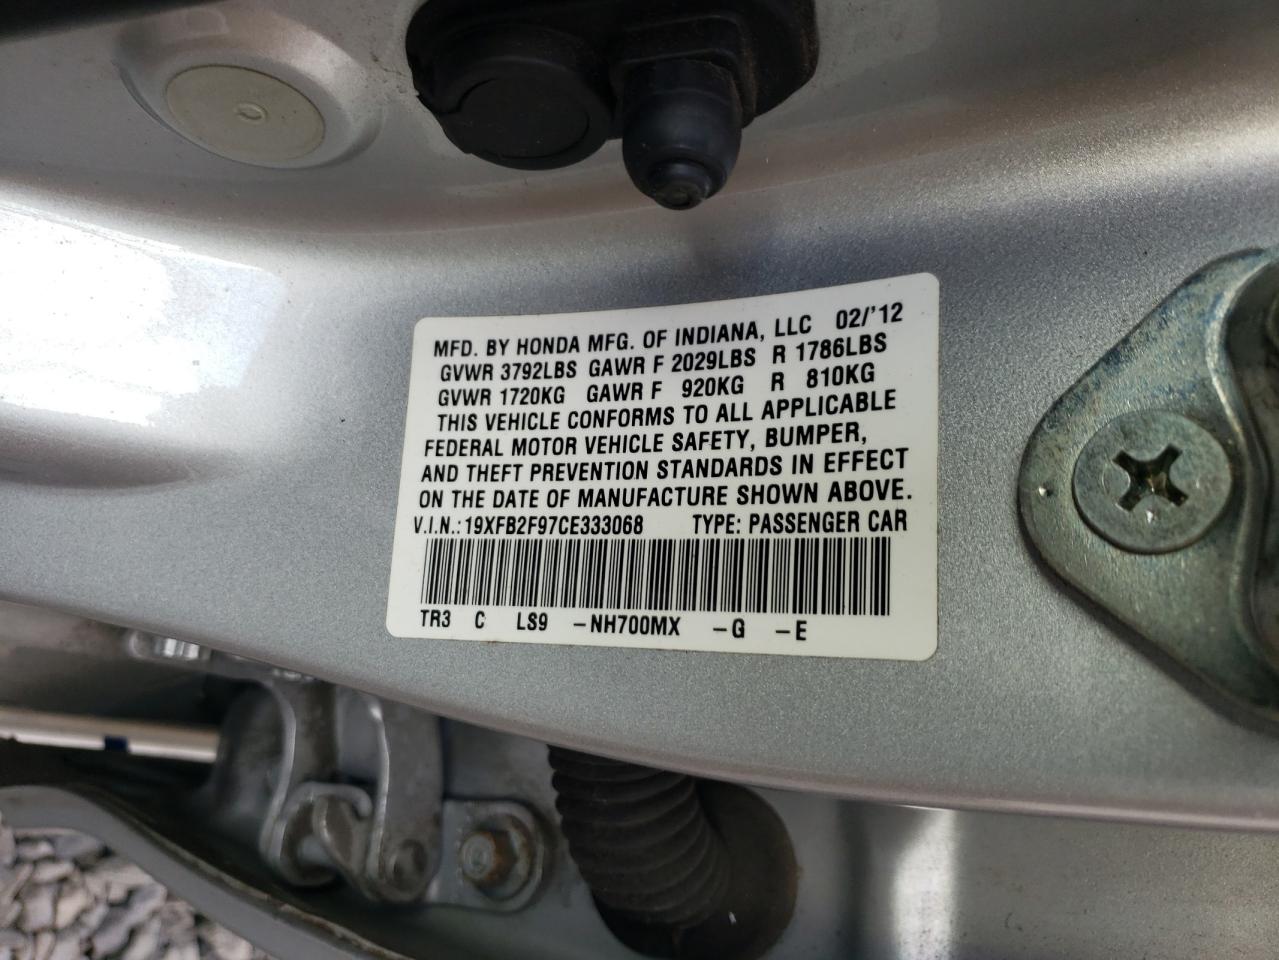 MFD. BY HONDA MFG. OF INDIANA, LLC 02/'12
GVWR 3792LBS GAWR F 2029LBS R 1786LBS
GVWR 1720KG GAWR F 920KG R 810KG
THIS VEHICLE CONFORMS TO ALL APPLICABLE
FEDERAL MOTOR VEHICLE SAFETY, BUMPER,
AND THEFT PREVENTION STANDARDS IN EFFECT
ON THE DATE OF MANUFACTURE SHOWN ABOVE.
V.I.N.:19XFB2F97CE333068 TYPE: PASSENGER CAR
TR3 C LS9 -NH700MX -G -E